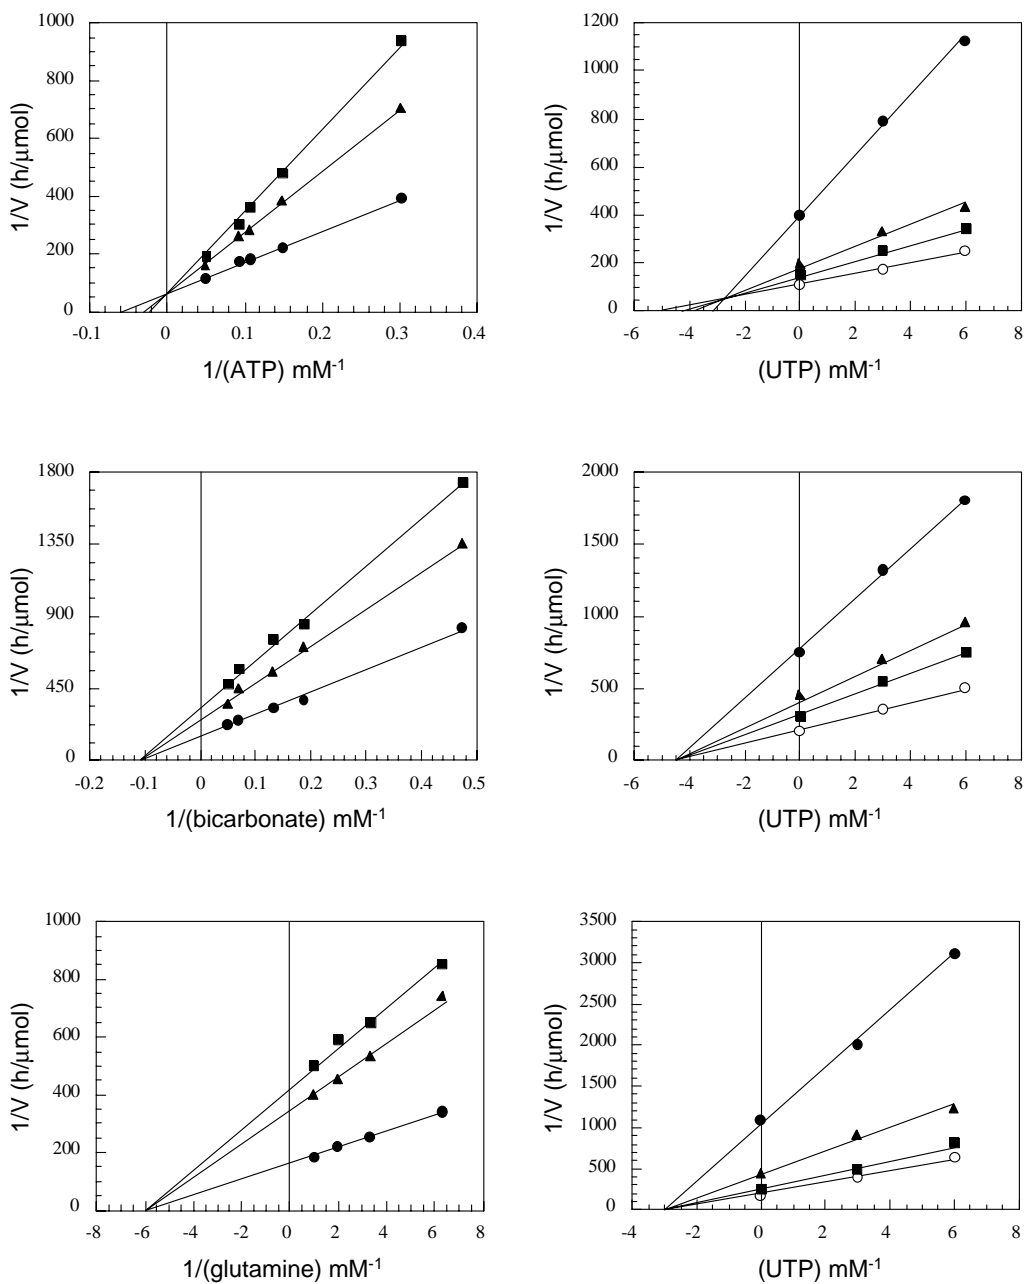 1000
800
600
400
200
0
1/V (h/μmol)
-0.1 0 0.1 0.2 0.3 0.4
1/(ATP) mM-1
1200
1000
800
600
400
200
0
1/V (h/μmol)
-6 -4 -2 0 2 4 6 8
(UTP) mM-1
1800
1350
900
450
0
1/V (h/μmol)
-0.2 -0.1 0 0.1 0.2 0.3 0.4 0.5
1/(bicarbonate) mM-1
2000
1500
1000
500
0
1/V (h/μmol)
-6 -4 -2 0 2 4 6 8
(UTP) mM-1
1000
800
600
400
200
0
1/V (h/μmol)
-8 -6 -4 -2 0 2 4 6 8
1/(glutamine) mM-1
3500
3000
2500
2000
1500
1000
500
0
1/V (h/μmol)
-4 -2 0 2 4 6 8
(UTP) mM-1